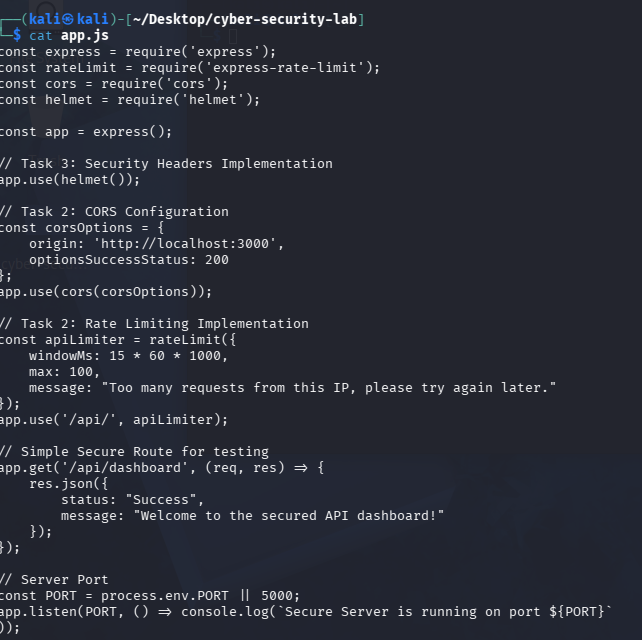 ┌──(kali㉿kali)-[~/Desktop/cyber-security-lab]
└─$ cat app.js
const express = require('express');
const rateLimit = require('express-rate-limit');
const cors = require('cors');
const helmet = require('helmet');

const app = express();

// Task 3: Security Headers Implementation
app.use(helmet());

// Task 2: CORS Configuration
const corsOptions = {
    origin: 'http://localhost:3000',
    optionsSuccessStatus: 200
};
app.use(cors(corsOptions));

// Task 2: Rate Limiting Implementation
const apiLimiter = rateLimit({
    windowMs: 15 * 60 * 1000,
    max: 100,
    message: "Too many requests from this IP, please try again later."
});
app.use('/api/', apiLimiter);

// Simple Secure Route for testing
app.get('/api/dashboard', (req, res) => {
    res.json({
        status: "Success",
        message: "Welcome to the secured API dashboard!"
    });
});

// Server Port
const PORT = process.env.PORT || 5000;
app.listen(PORT, () => console.log(`Secure Server is running on port ${PORT}`
));